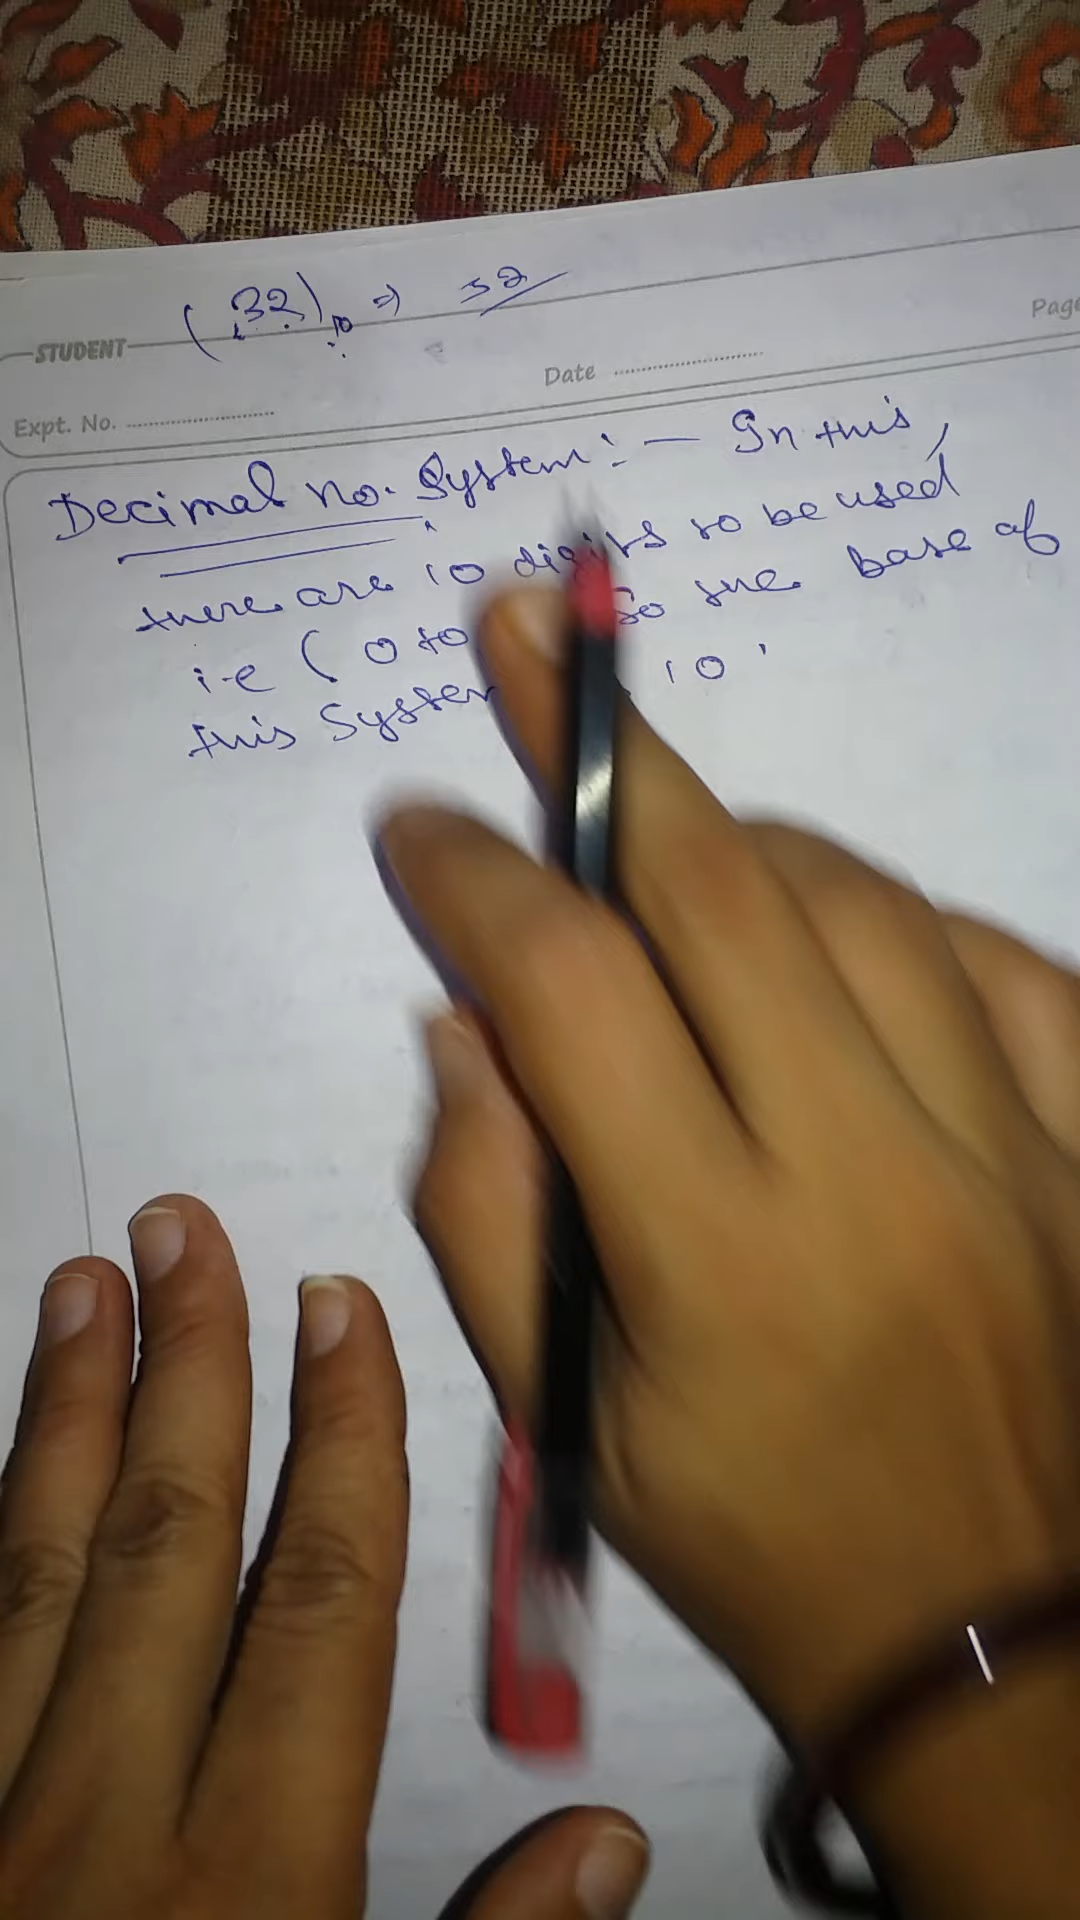 (32)10 => 32
STUDENT
Page
Date
Expt. No.
Decimal no. System:- In this,
there are 10 digits to be used
i.e ( 0 to so the base of
this System 10.